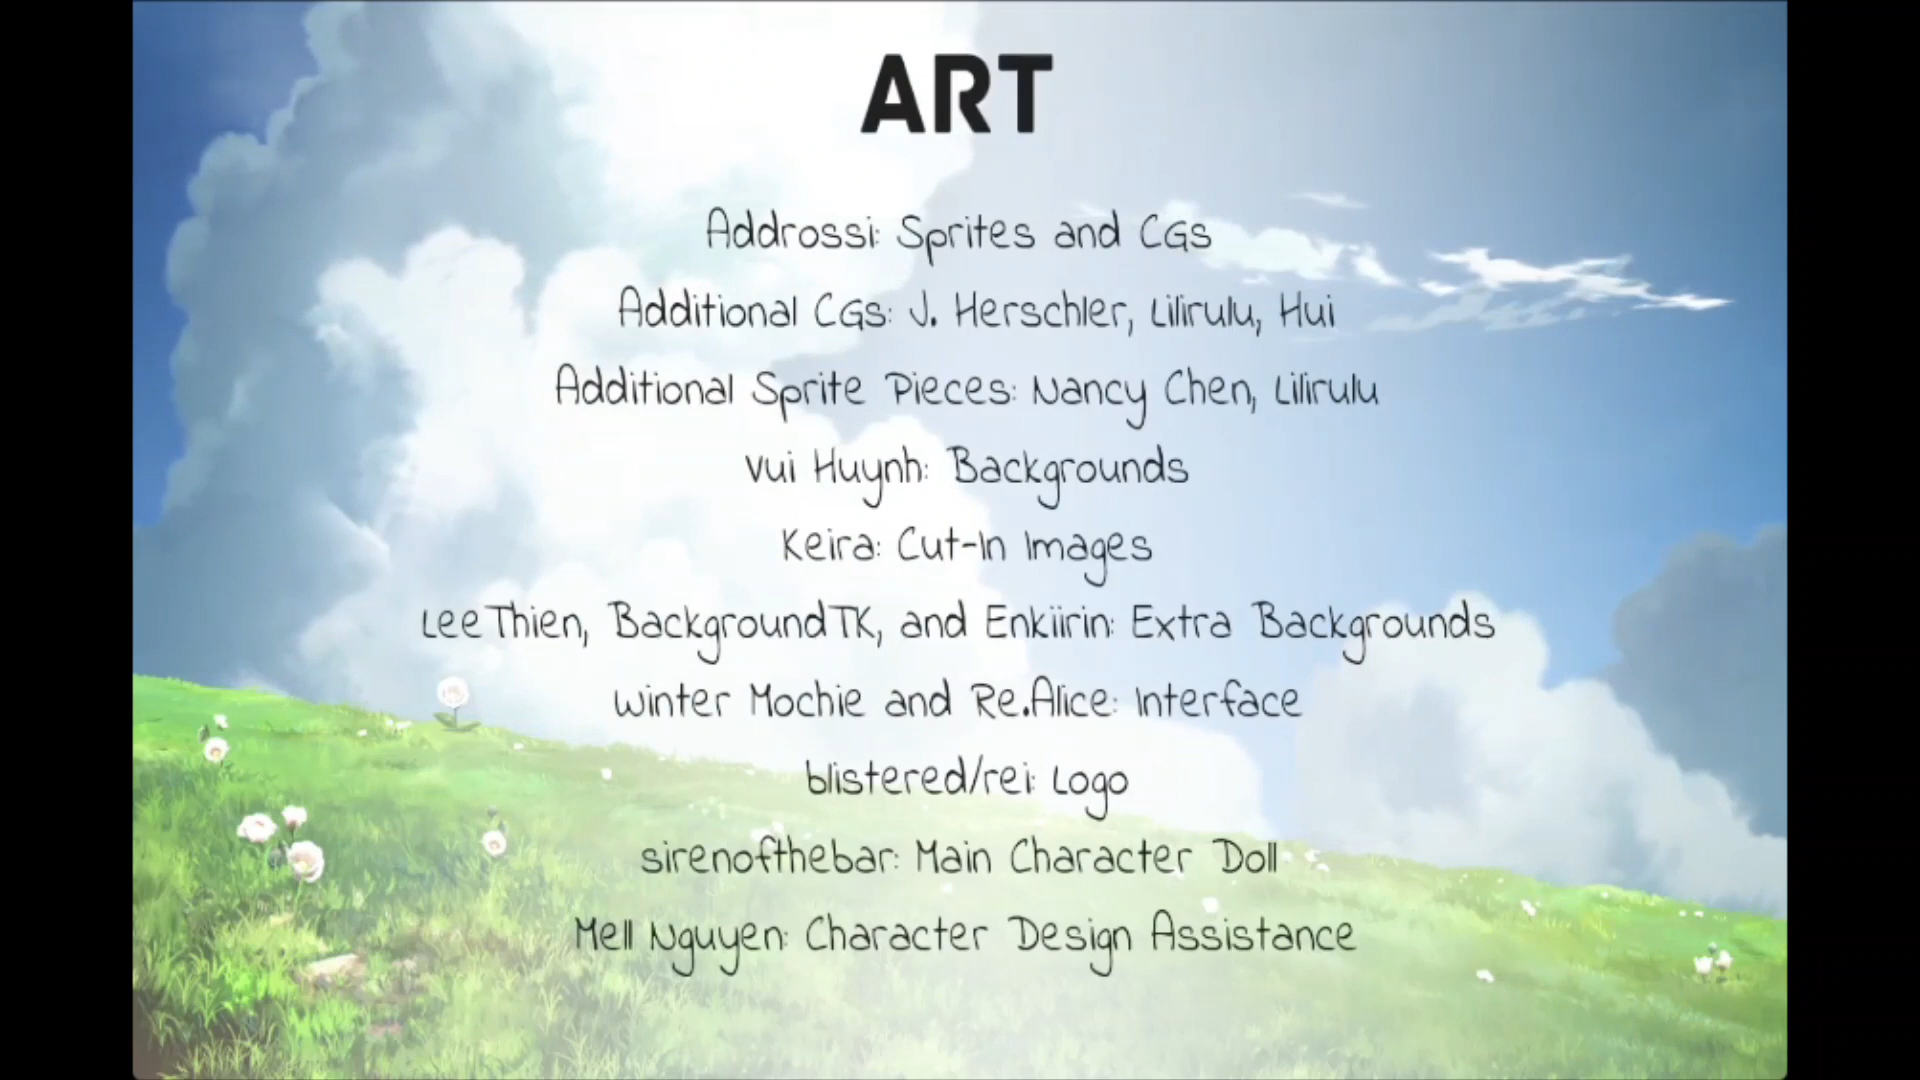 ART
Addrossi: Sprites and CGs
Additional CGs: J. Herschler, Lilirulu, Hui
Additional Sprite Pieces: Nancy Chen, Lilirulu
Vui Huynh: Backgrounds
Keira: Cut-In Images
LeeThien, BackgroundTK, and Enkiirin: Extra Backgrounds
Winter Mochie and Re.Alice: Interface
blistered/rei: Logo
sirenofthebar: Main Character Doll
Mell Nguyen: Character Design Assistance